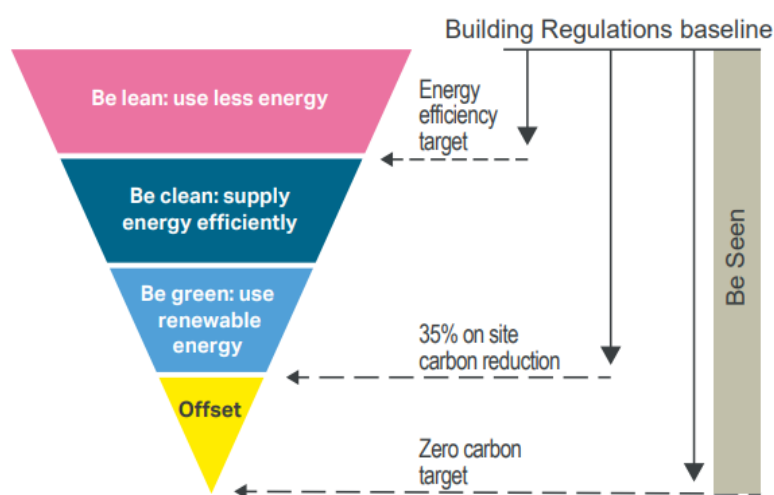 Building Regulations baseline
Be lean: use less energy
Energy
efficiency
target
Be clean: supply
energy efficiently
Be green: use
renewable
energy
35% on site
carbon reduction
Offset
Zero carbon
target
Be Seen